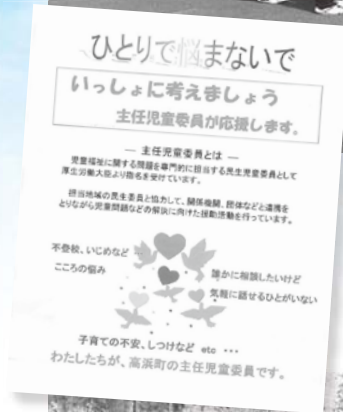 ひとりで悩まないで
いっしょに考えましょう
主任児童委員が応援します。
― 主任児童委員とは ―
児童福祉に関する問題を専門的に担当する民生児童委員として
厚生労働大臣より指名を受けています。
担当地域の民生委員と協力して、関係機関、団体などと連携を
とりながら児童問題などの解決に向けた援助活動を行っています。
不登校、いじめなど
こころの悩み
誰かに相談したいけど
気軽に話せるひとがいない
子育ての不安、しつけなど etc ・・・
わたしたちが、高浜町の主任児童委員です。